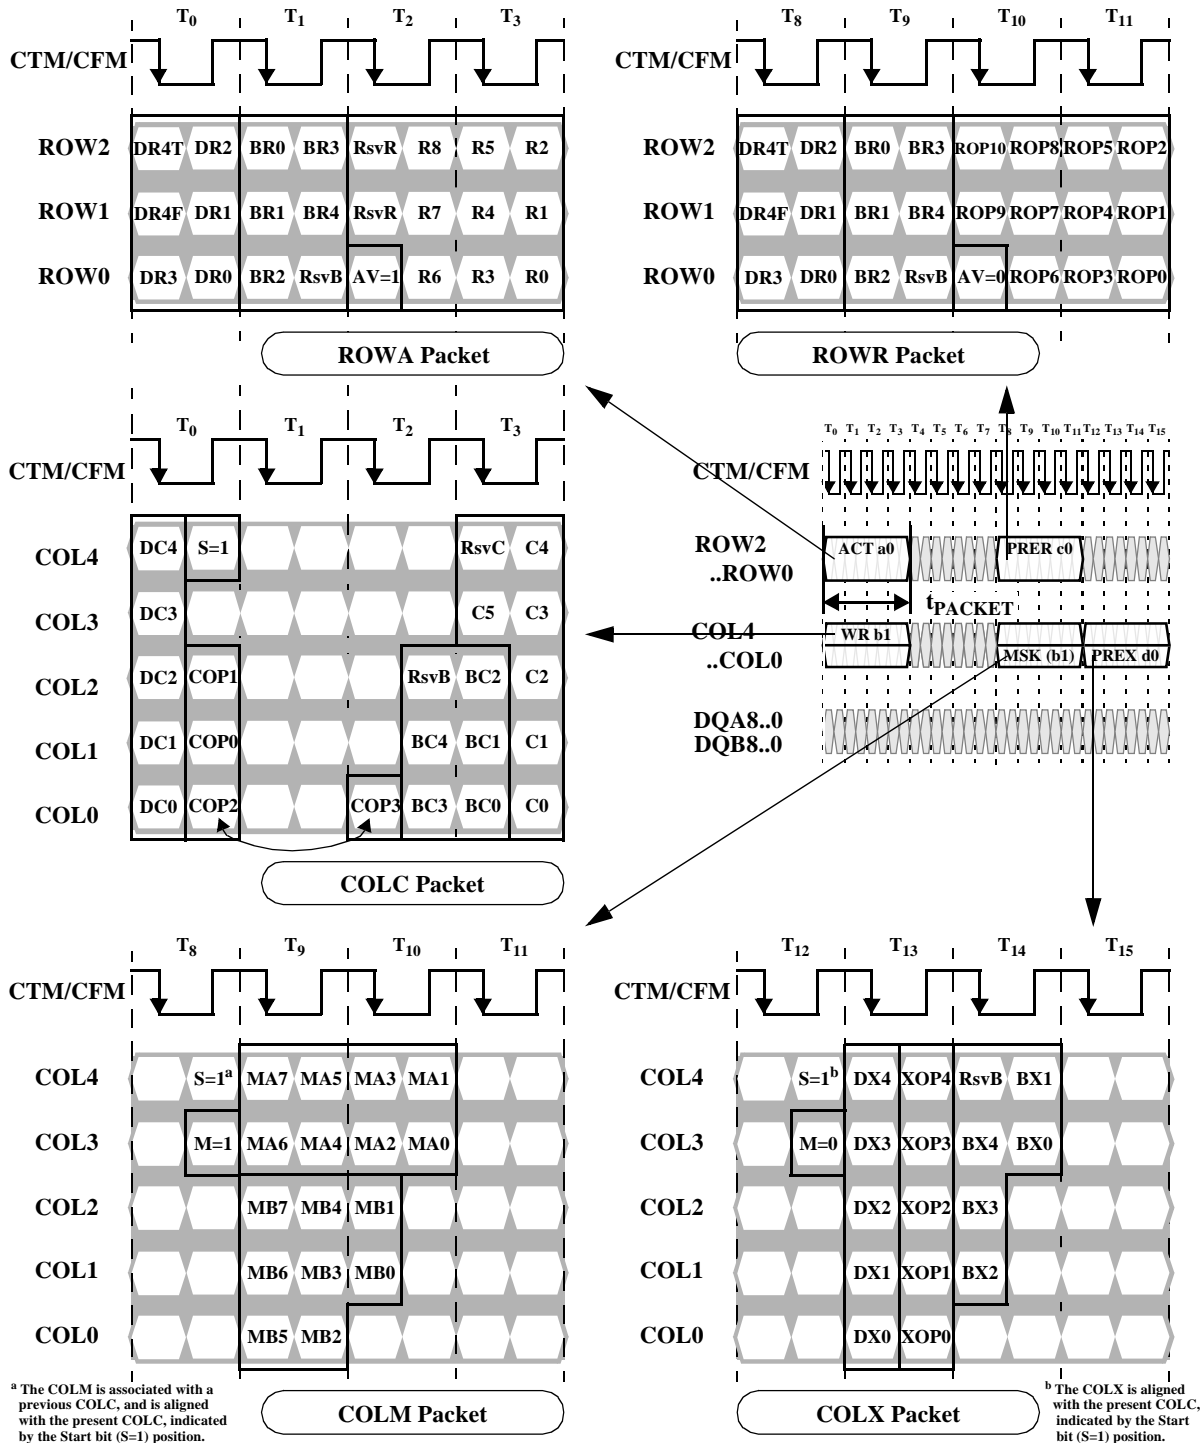 T0 T1 T2 T3
CTM/CFM
ROW2 DR4T DR2 BR0 BR3 RsvR R8 R5 R2
ROW1 DR4F DR1 BR1 BR4 RsvR R7 R4 R1
ROW0 DR3 DR0 BR2 RsvB AV=1 R6 R3 R0
ROWA Packet
T8 T9 T10 T11
CTM/CFM
ROW2 DR4T DR2 BR0 BR3 ROP10 ROP8 ROP5 ROP2
ROW1 DR4F DR1 BR1 BR4 ROP9 ROP7 ROP4 ROP1
ROW0 DR3 DR0 BR2 RsvB AV=0 ROP6 ROP3 ROP0
ROWR Packet
T0 T1 T2 T3
CTM/CFM
COL4 DC4 S=1 RsvC C4
COL3 DC3 C5 C3
COL2 DC2 COP1 RsvB BC2 C2
COL1 DC1 COP0 BC4 BC1 C1
COL0 DC0 COP2 COP3 BC3 BC0 C0
COLC Packet
T0 T1 T2 T3 T4 T5 T6 T7 T8 T9 T10 T11 T12 T13 T14 T15
CTM/CFM
ROW2 ACT a0 PRER c0
..ROW0
tPACKET
COL4 WR b1
..COL0 MSK (b1) PREX d0
DQA8..0
DQB8..0
T8 T9 T10 T11
CTM/CFM
COL4 S=1a MA7 MA5 MA3 MA1
COL3 M=1 MA6 MA4 MA2 MA0
COL2 MB7 MB4 MB1
COL1 MB6 MB3 MB0
COL0 MB5 MB2
COLM Packet
a The COLM is associated with a
previous COLC, and is aligned
with the present COLC, indicated
by the Start bit (S=1) position.
T12 T13 T14 T15
CTM/CFM
COL4 S=1b DX4 XOP4 RsvB BX1
COL3 M=0 DX3 XOP3 BX4 BX0
COL2 DX2 XOP2 BX3
COL1 DX1 XOP1 BX2
COL0 DX0 XOP0
COLX Packet
b The COLX is aligned
with the present COLC,
indicated by the Start
bit (S=1) position.